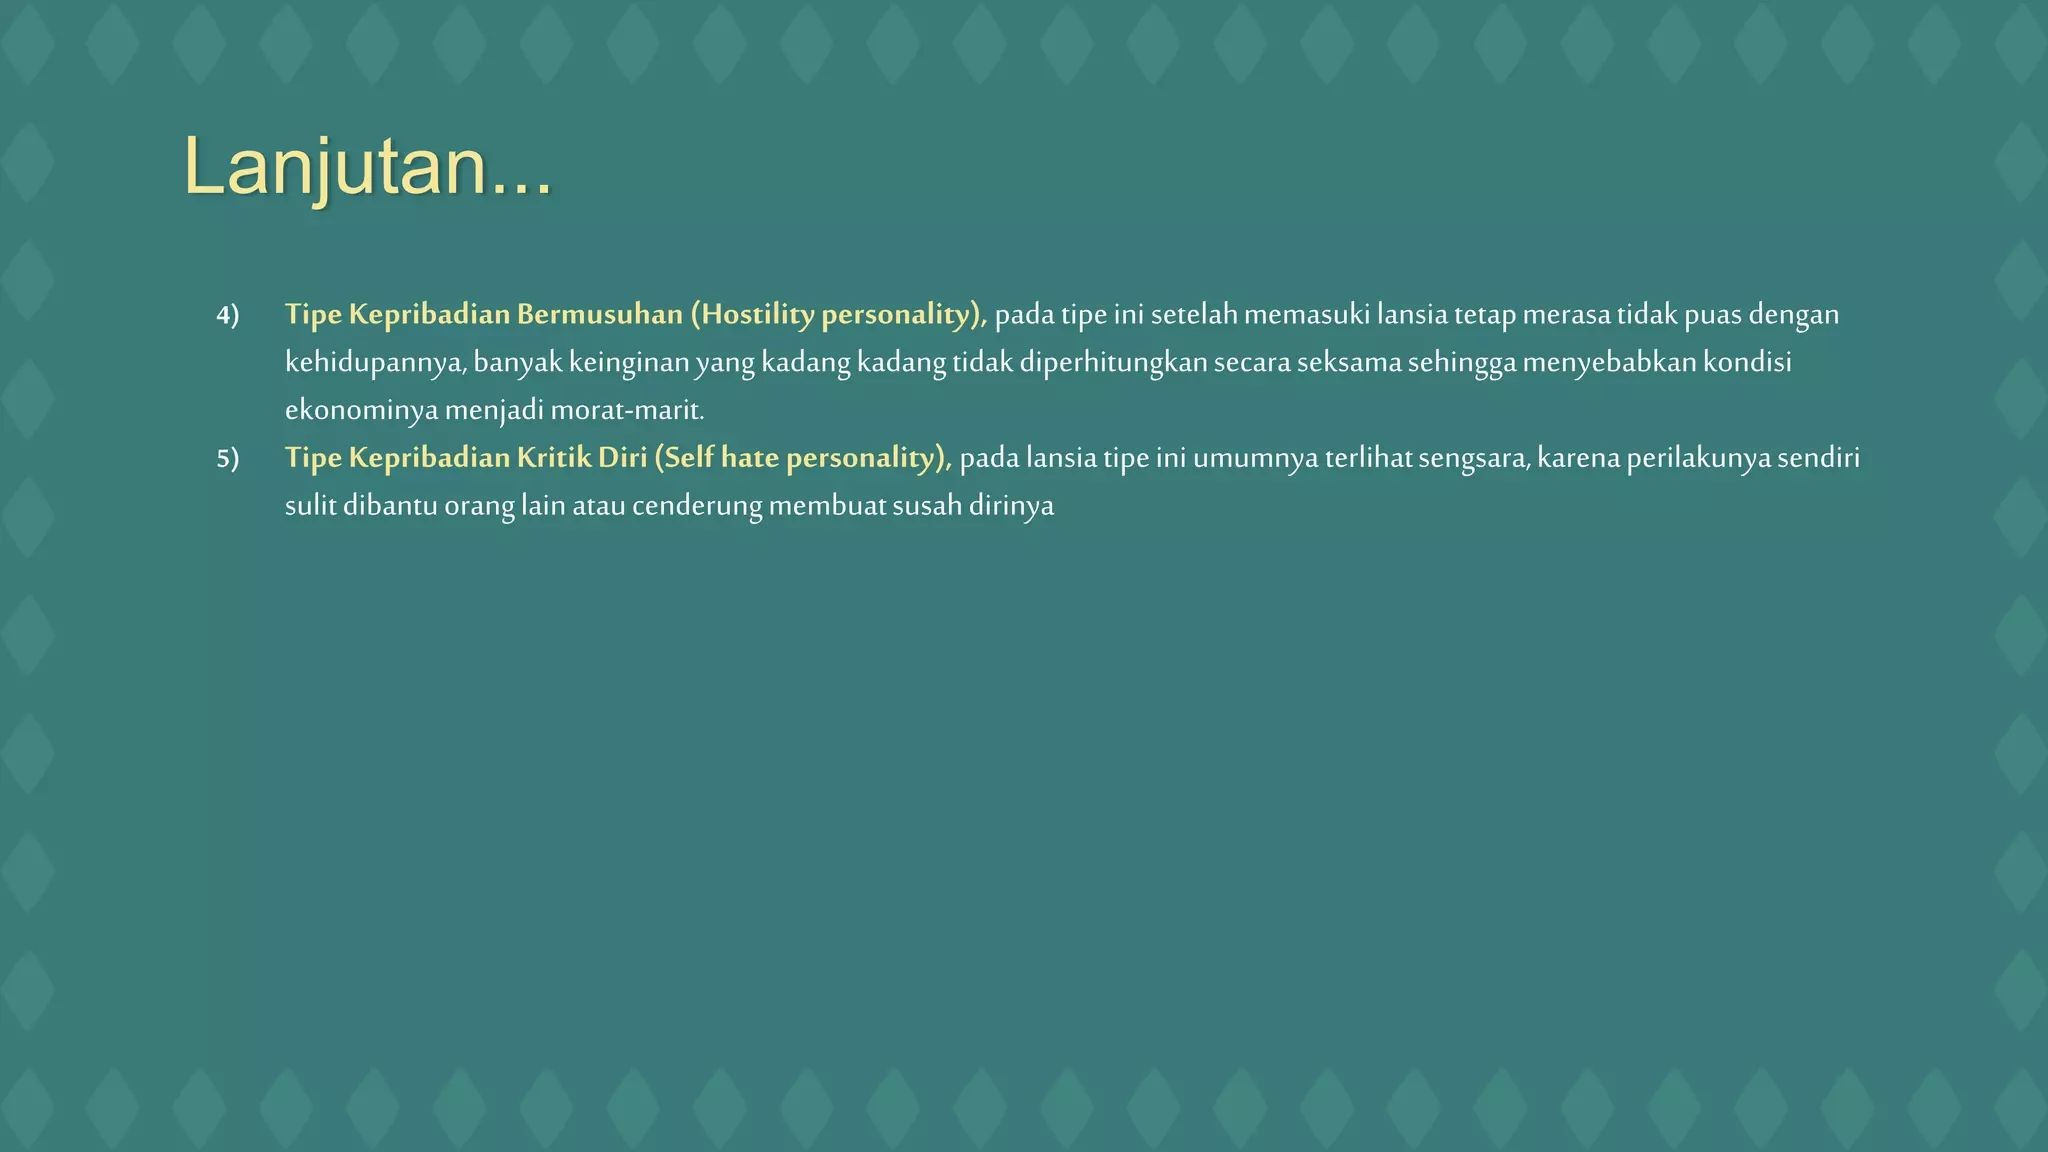 Lanjutan...
4) Tipe Kepribadian Bermusuhan (Hostility personality), pada tipe ini setelah memasuki lansia tetap merasa tidak puas dengan
kehidupannya, banyak keinginan yang kadang kadang tidak diperhitungkan secara seksama sehingga menyebabkan kondisi
ekonominya menjadi morat-marit.
5) Tipe Kepribadian Kritik Diri (Self hate personality), pada lansia tipe ini umumnya terlihat sengsara, karena perilakunya sendiri
sulit dibantu orang lain atau cenderung membuat susah dirinya